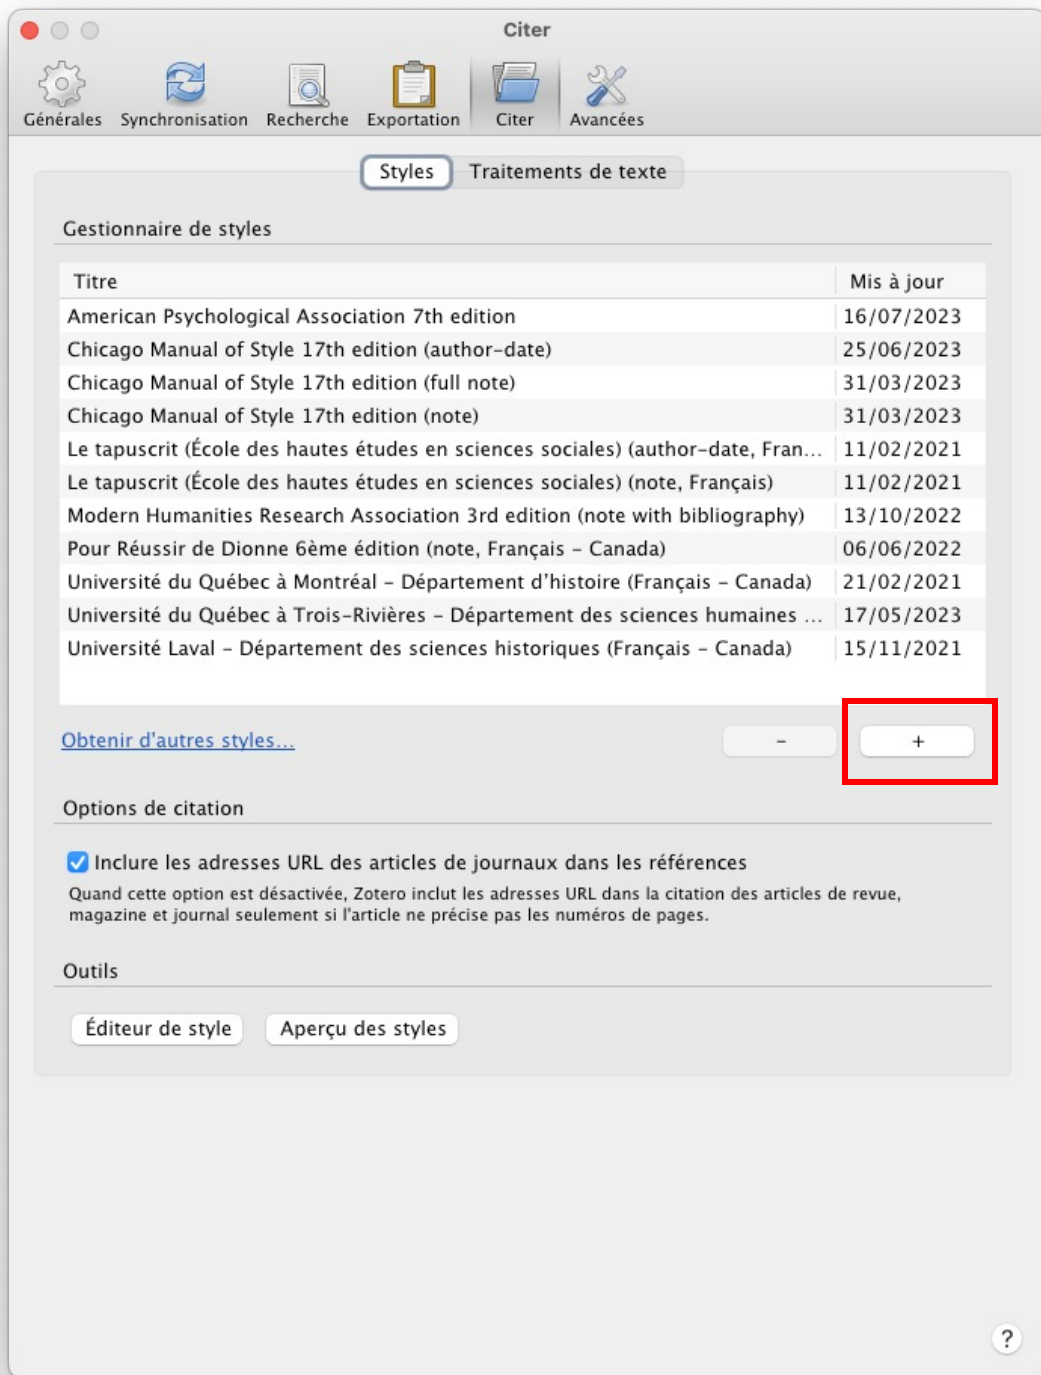 Citer
Générales Synchronisation Recherche Exportation Citer Avancées
Styles Traitements de texte
Gestionnaire de styles
Titre Mis à jour
American Psychological Association 7th edition 16/07/2023
Chicago Manual of Style 17th edition (author-date) 25/06/2023
Chicago Manual of Style 17th edition (full note) 31/03/2023
Chicago Manual of Style 17th edition (note) 31/03/2023
Le tapuscrit (École des hautes études en sciences sociales) (author-date, Fran... 11/02/2021
Le tapuscrit (École des hautes études en sciences sociales) (note, Français) 11/02/2021
Modern Humanities Research Association 3rd edition (note with bibliography) 13/10/2022
Pour Réussir de Dionne 6ème édition (note, Français - Canada) 06/06/2022
Université du Québec à Montréal - Département d'histoire (Français - Canada) 21/02/2021
Université du Québec à Trois-Rivières - Département des sciences humaines ... 17/05/2023
Université Laval - Département des sciences historiques (Français - Canada) 15/11/2021
Obtenir d'autres styles... - +
Options de citation
Inclure les adresses URL des articles de journaux dans les références
Quand cette option est désactivée, Zotero inclut les adresses URL dans la citation des articles de revue,
magazine et journal seulement si l'article ne précise pas les numéros de pages.
Outils
Éditeur de style Aperçu des styles
?